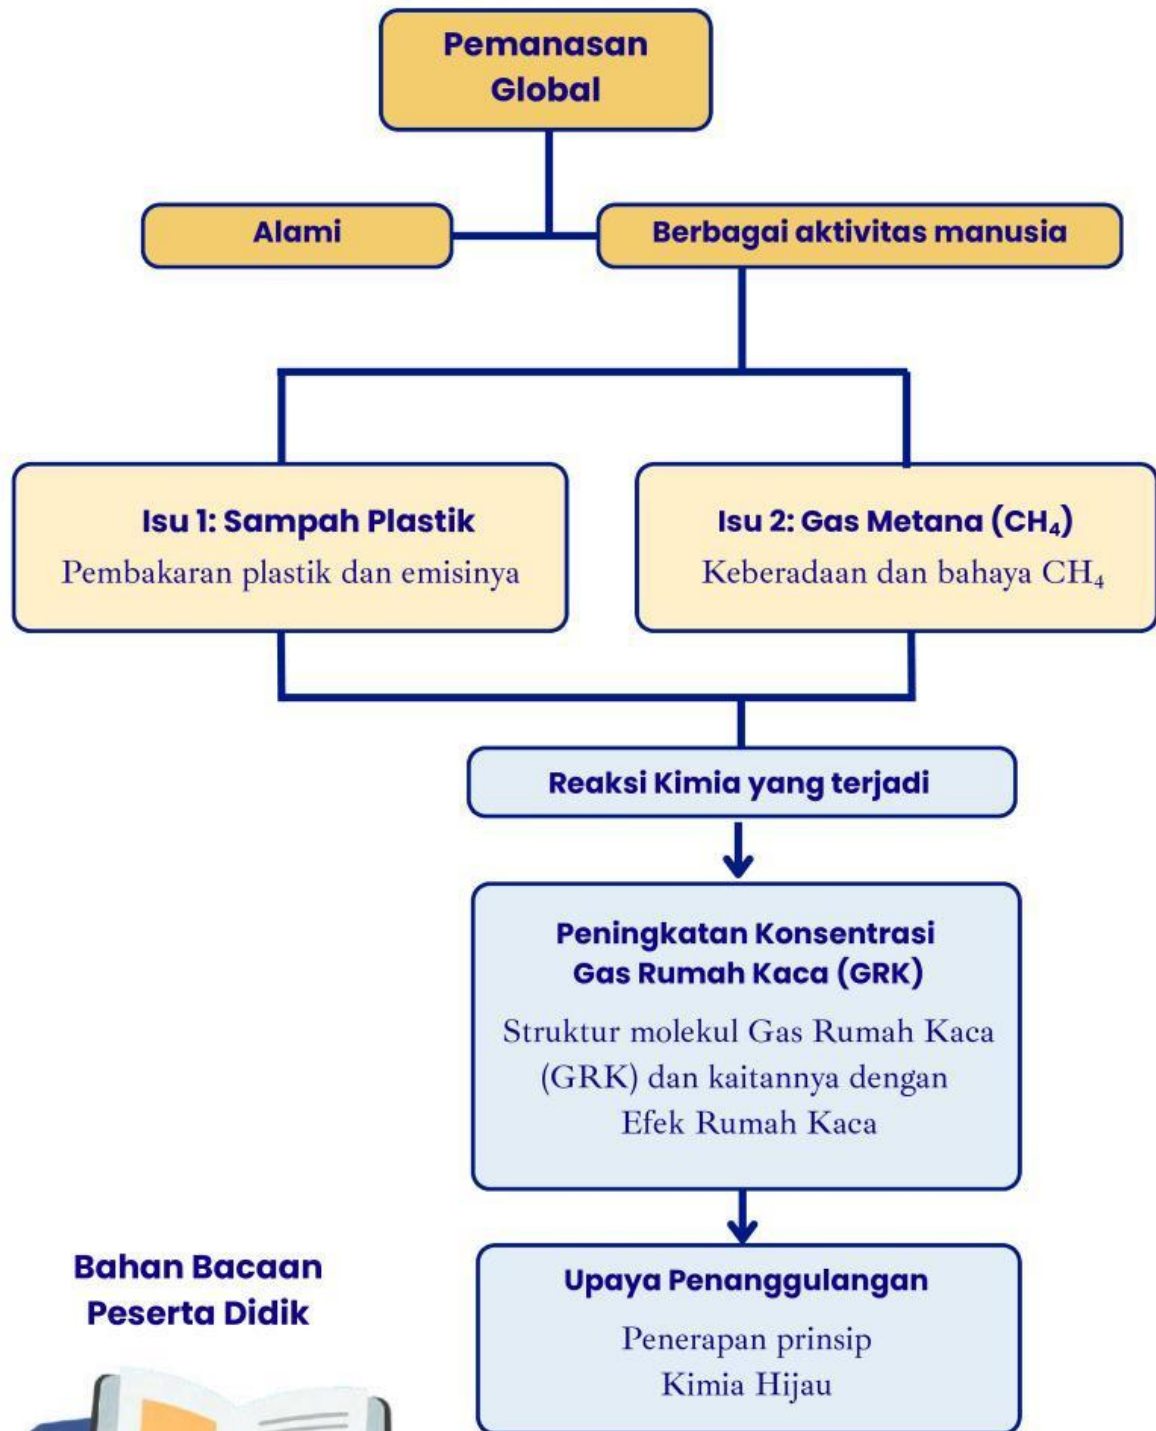 Pemanasan
Global
Alami
Berbagai aktivitas manusia
Isu 1: Sampah Plastik
Pembakaran plastik dan emisinya
Isu 2: Gas Metana (CH₄)
Keberadaan dan bahaya CH₄
Reaksi Kimia yang terjadi
Peningkatan Konsentrasi
Gas Rumah Kaca (GRK)
Struktur molekul Gas Rumah Kaca
(GRK) dan kaitannya dengan
Efek Rumah Kaca
Bahan Bacaan
Peserta Didik
Upaya Penanggulangan
Penerapan prinsip
Kimia Hijau